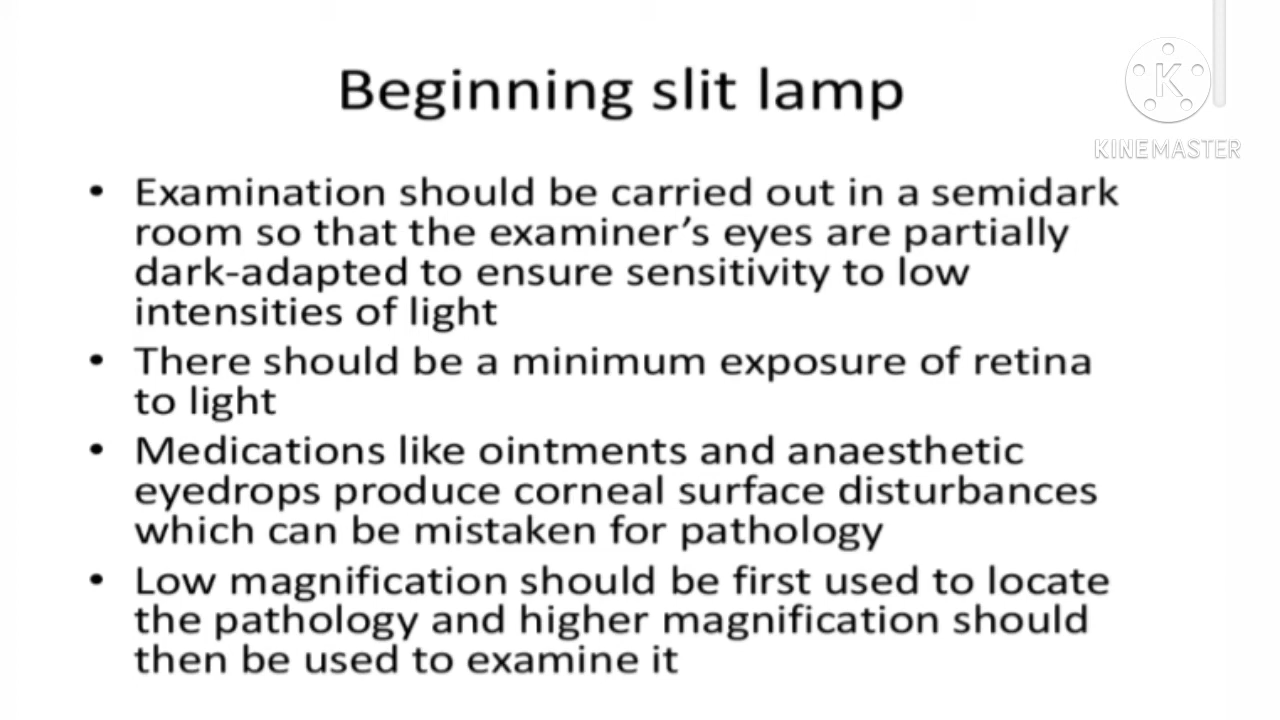 Beginning slit lamp
K
KINEMASTER
• Examination should be carried out in a semidark
room so that the examiner's eyes are partially
dark-adapted to ensure sensitivity to low
intensities of light
• There should be a minimum exposure of retina
to light
• Medications like ointments and anaesthetic
eyedrops produce corneal surface disturbances
which can be mistaken for pathology
• Low magnification should be first used to locate
the pathology and higher magnification should
then be used to examine it